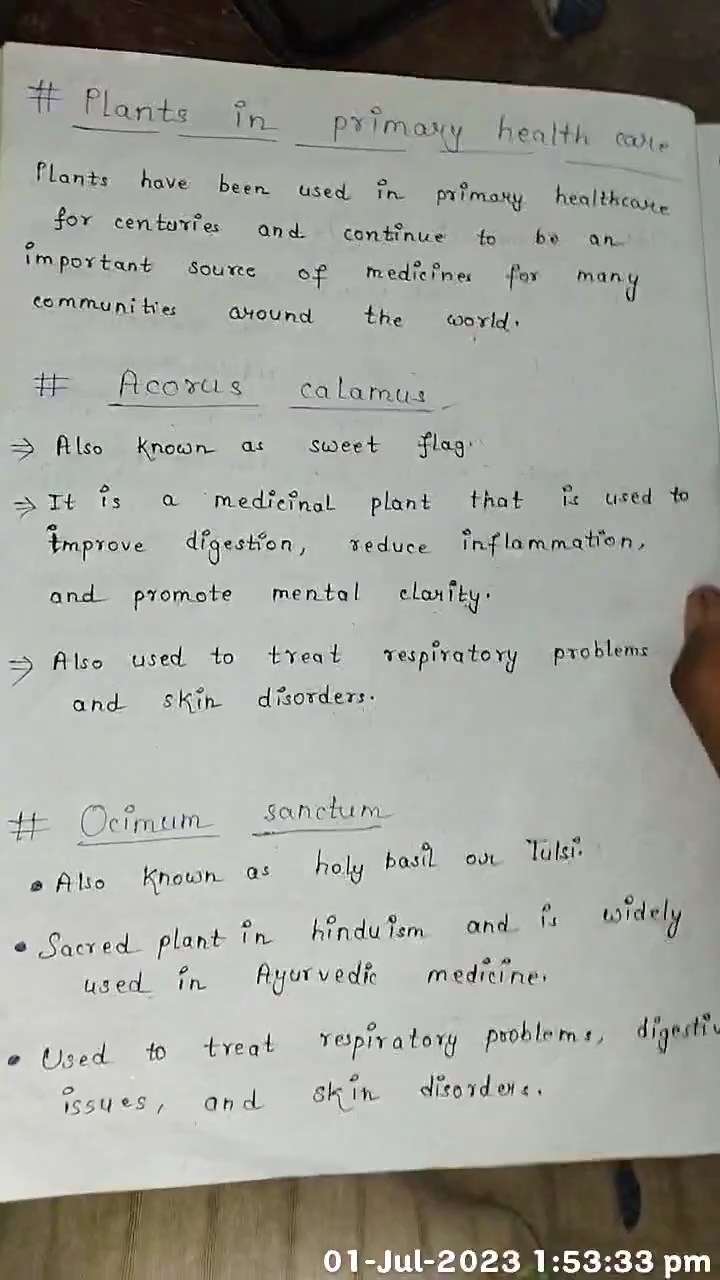 # Plants in primary health care
Plants have been used in primary healthcare
for centuries and continue to be an
important source of medicines for many
communities around the world.
# Acorus calamus
⇒ Also known as sweet flag.
⇒ It is a medicinal plant that is used to
improve digestion, reduce inflammation,
and promote mental clarity.
⇒ Also used to treat respiratory problems
and skin disorders.
# Ocimum sanctum
• Also known as holy basil our Tulsi.
• Sacred plant in hinduism and is widely
used in Ayurvedic medicine.
• Used to treat respiratory problems, digestiv
issues, and skin disorders.
01-Jul-2023 1:53:33 pm